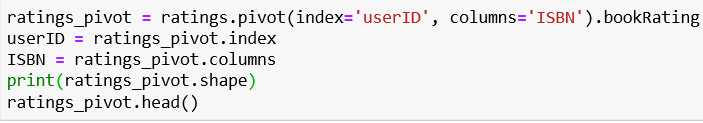 ratings_pivot = ratings.pivot(index='userID', columns='ISBN').bookRating
userID = ratings_pivot.index
ISBN = ratings_pivot.columns
print(ratings_pivot.shape)
ratings_pivot.head()